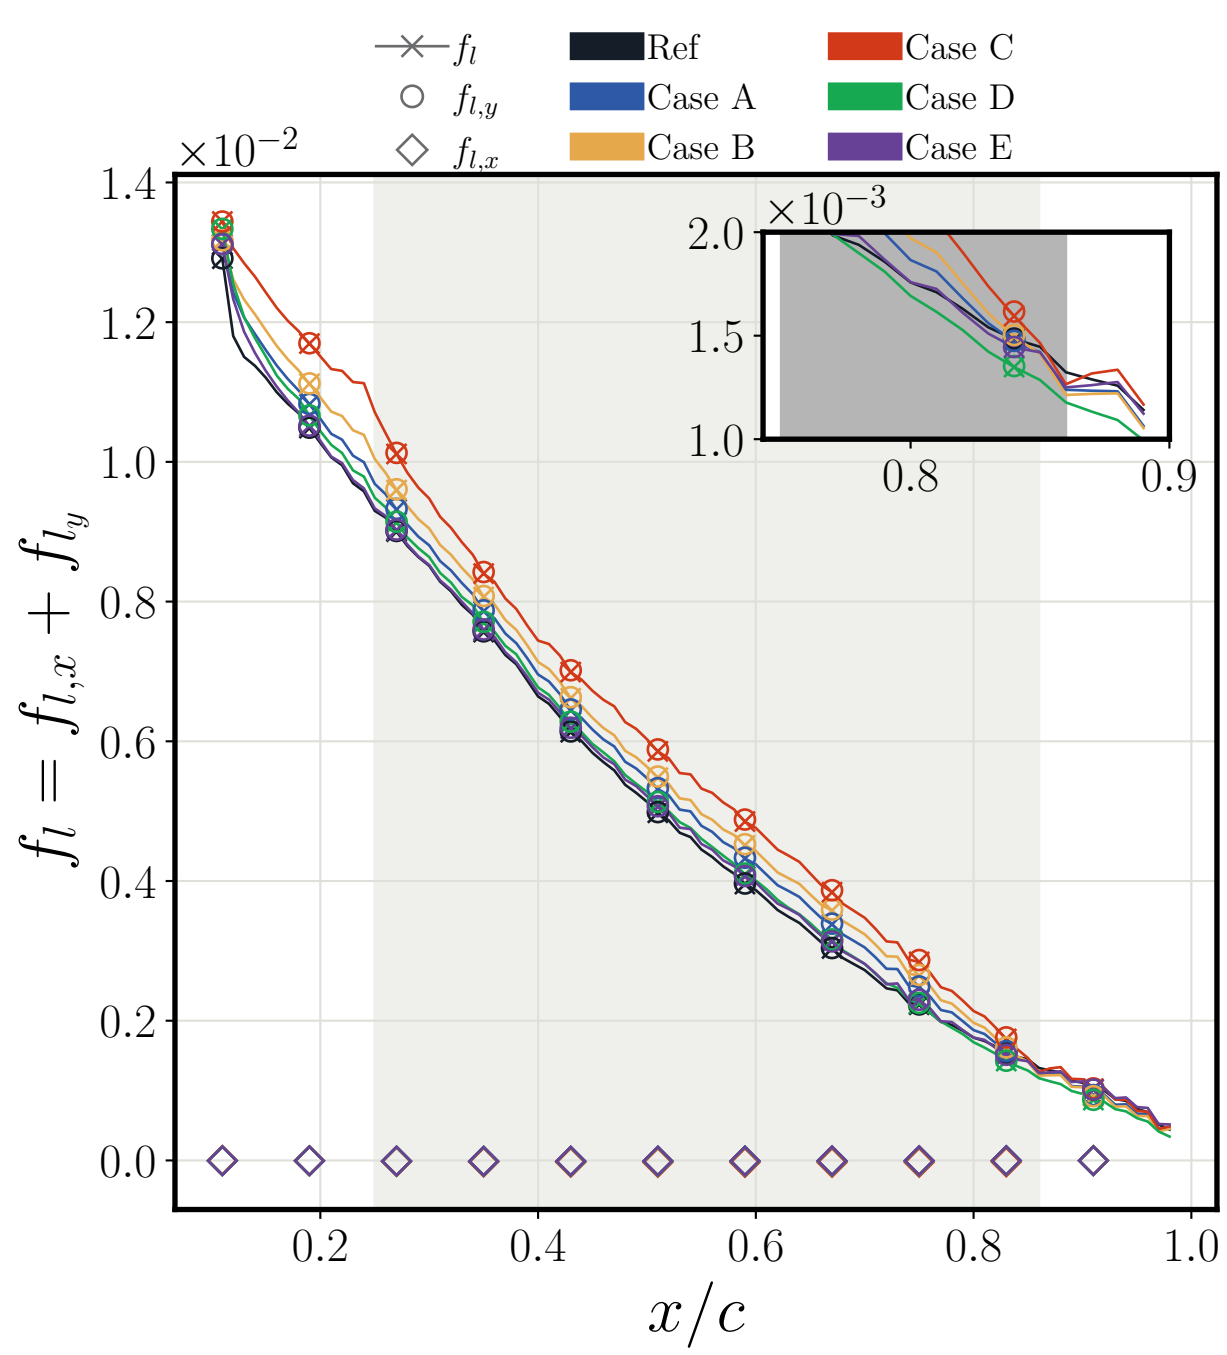 f_l Ref Case C
f_{l,y} Case A Case D
f_{l,x} Case B Case E
×10^{−2}
1.4
1.2
1.0
0.8
0.6
0.4
0.2
0.0
f_l = f_{l,x} + f_{l_y}
×10^{−3}
2.0
1.5
1.0
0.8 0.9
0.2 0.4 0.6 0.8 1.0
x/c